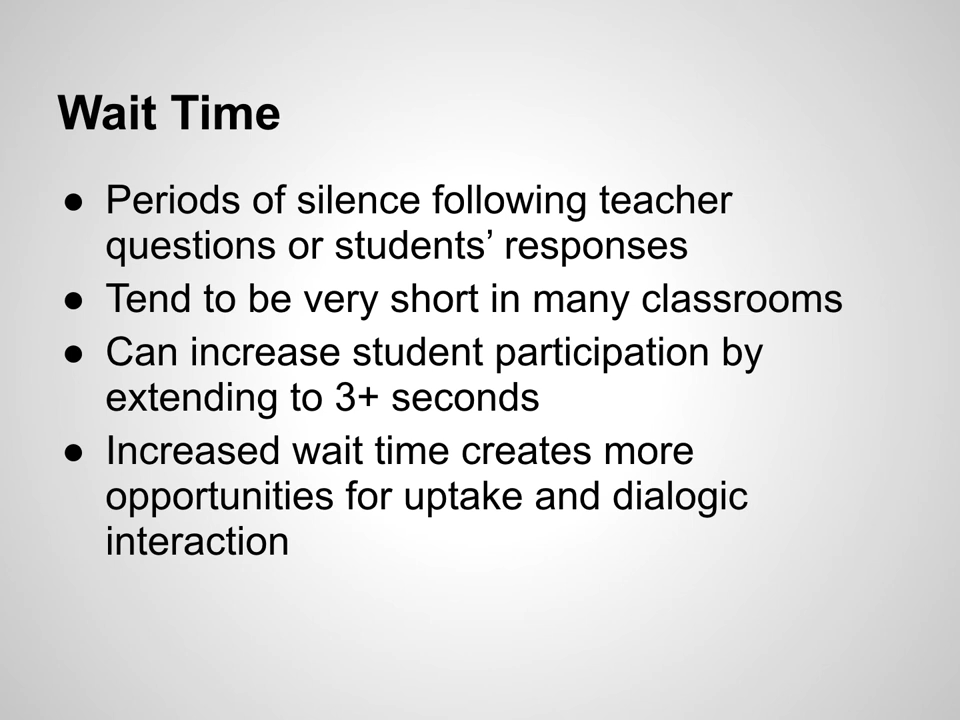 Wait Time
● Periods of silence following teacher
questions or students’ responses
● Tend to be very short in many classrooms
● Can increase student participation by
extending to 3+ seconds
● Increased wait time creates more
opportunities for uptake and dialogic
interaction